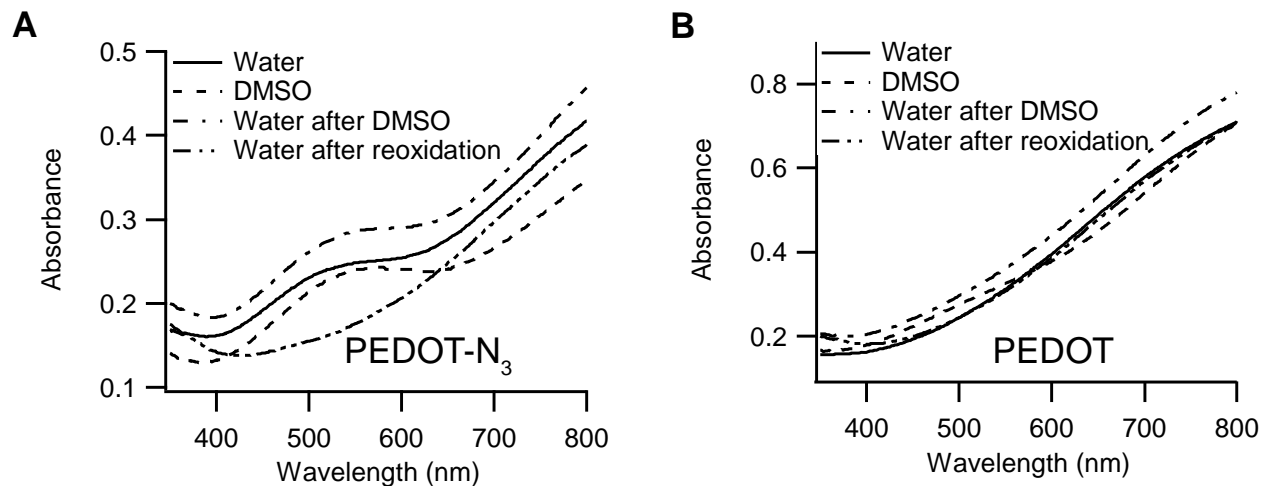 A
0.5
0.4
0.3
0.2
0.1
Absorbance
Water
DMSO
Water after DMSO
Water after reoxidation
PEDOT-N3
400 500 600 700 800
Wavelength (nm)
B
0.8
0.6
0.4
0.2
Absorbance
Water
DMSO
Water after DMSO
Water after reoxidation
PEDOT
400 500 600 700 800
Wavelength (nm)